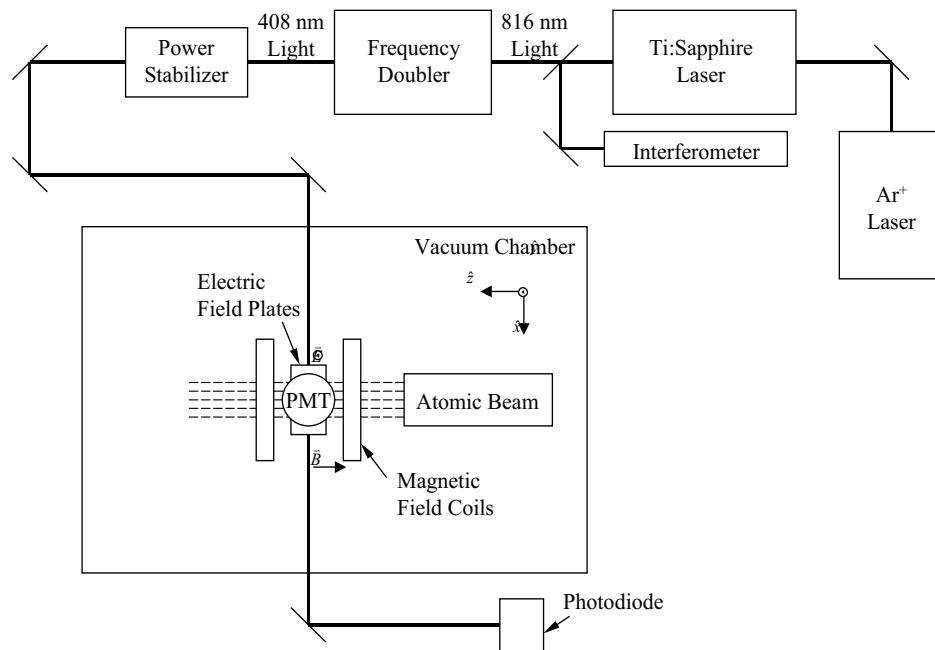 Power
Stabilizer
408 nm
Light
Frequency
Doubler
816 nm
Light
Ti:Sapphire
Laser
Interferometer
Ar⁺
Laser
Vacuum Chamber
ẑ
x̂
Electric
Field Plates
PMT
Atomic Beam
B⃗
Magnetic
Field Coils
Photodiode